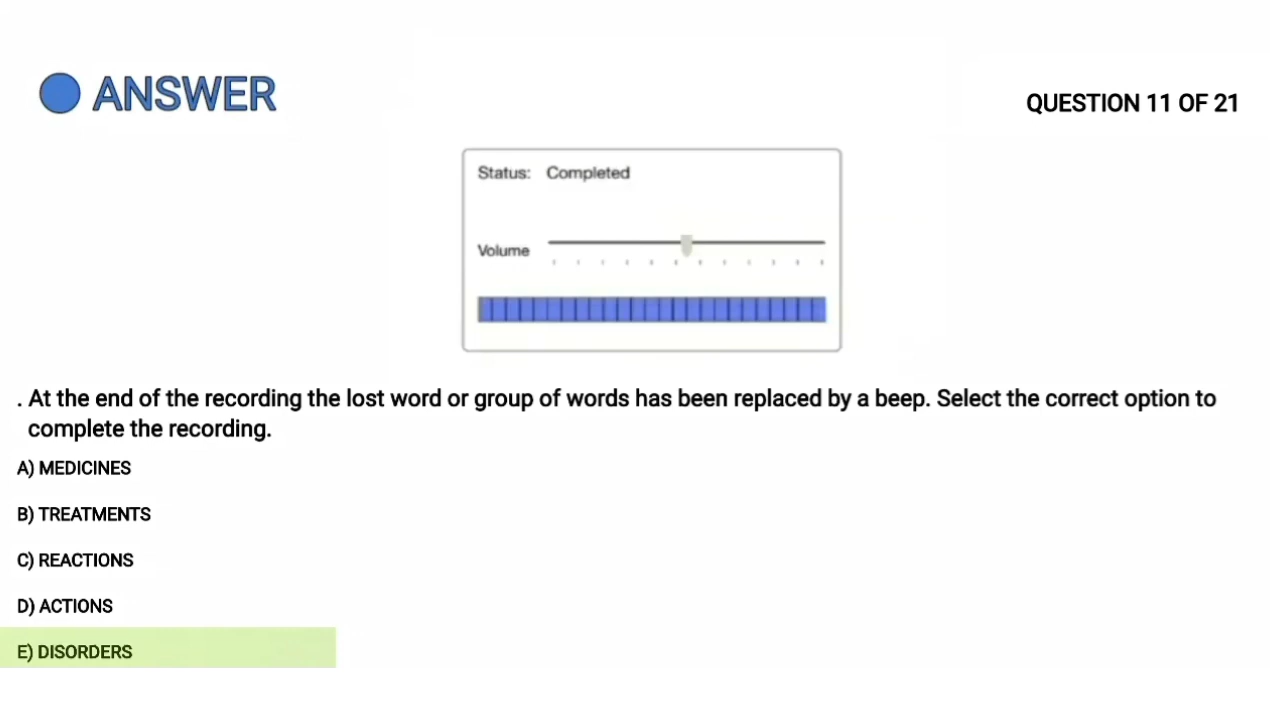 ANSWER
QUESTION 11 OF 21
Status: Completed
Volume
. At the end of the recording the lost word or group of words has been replaced by a beep. Select the correct option to
complete the recording.
A) MEDICINES
B) TREATMENTS
C) REACTIONS
D) ACTIONS
E) DISORDERS